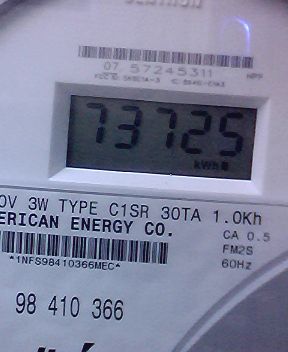 07 57245311
73725
kWh
0V 3W TYPE C1SR 30TA 1.0Kh
ERICAN ENERGY CO.
CA 0.5
*1NFS98410366MEC*
FM2S
60Hz
98 410 366